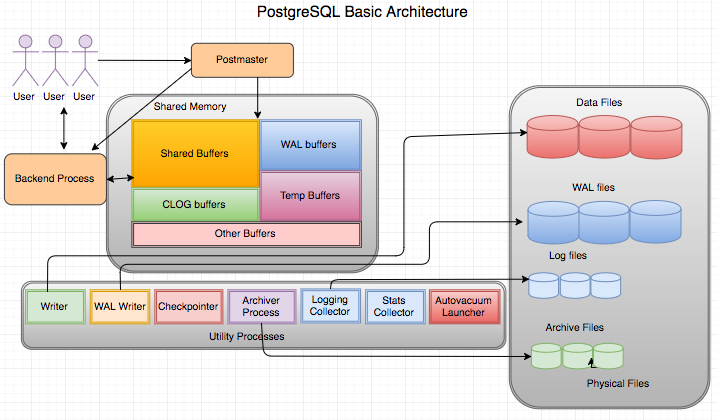 PostgreSQL Basic Architecture
User User User
Postmaster
Backend Process
Shared Memory
Shared Buffers
WAL buffers
CLOG buffers
Temp Buffers
Other Buffers
Writer
WAL Writer
Checkpointer
Archiver
Process
Logging
Collector
Stats
Collector
Autovacuum
Launcher
Utility Processes
Data Files
WAL files
Log files
Archive Files
Physical Files